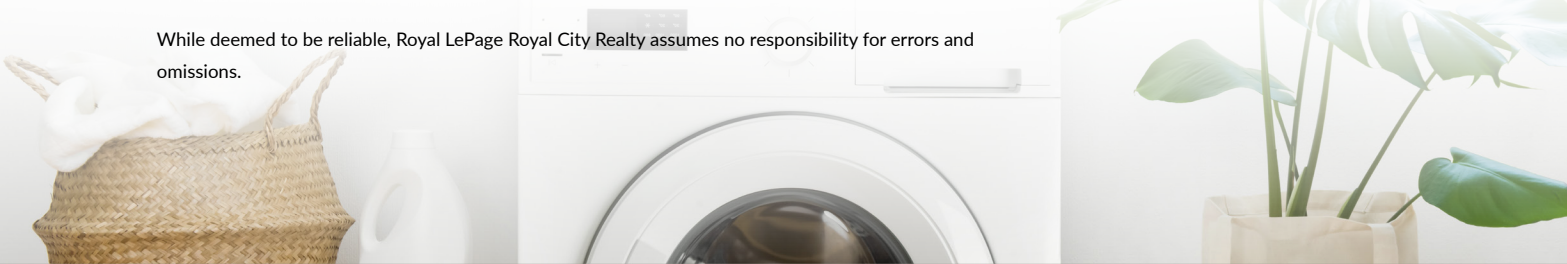 While deemed to be reliable, Royal LePage Royal City Realty assumes no responsibility for errors and
omissions.